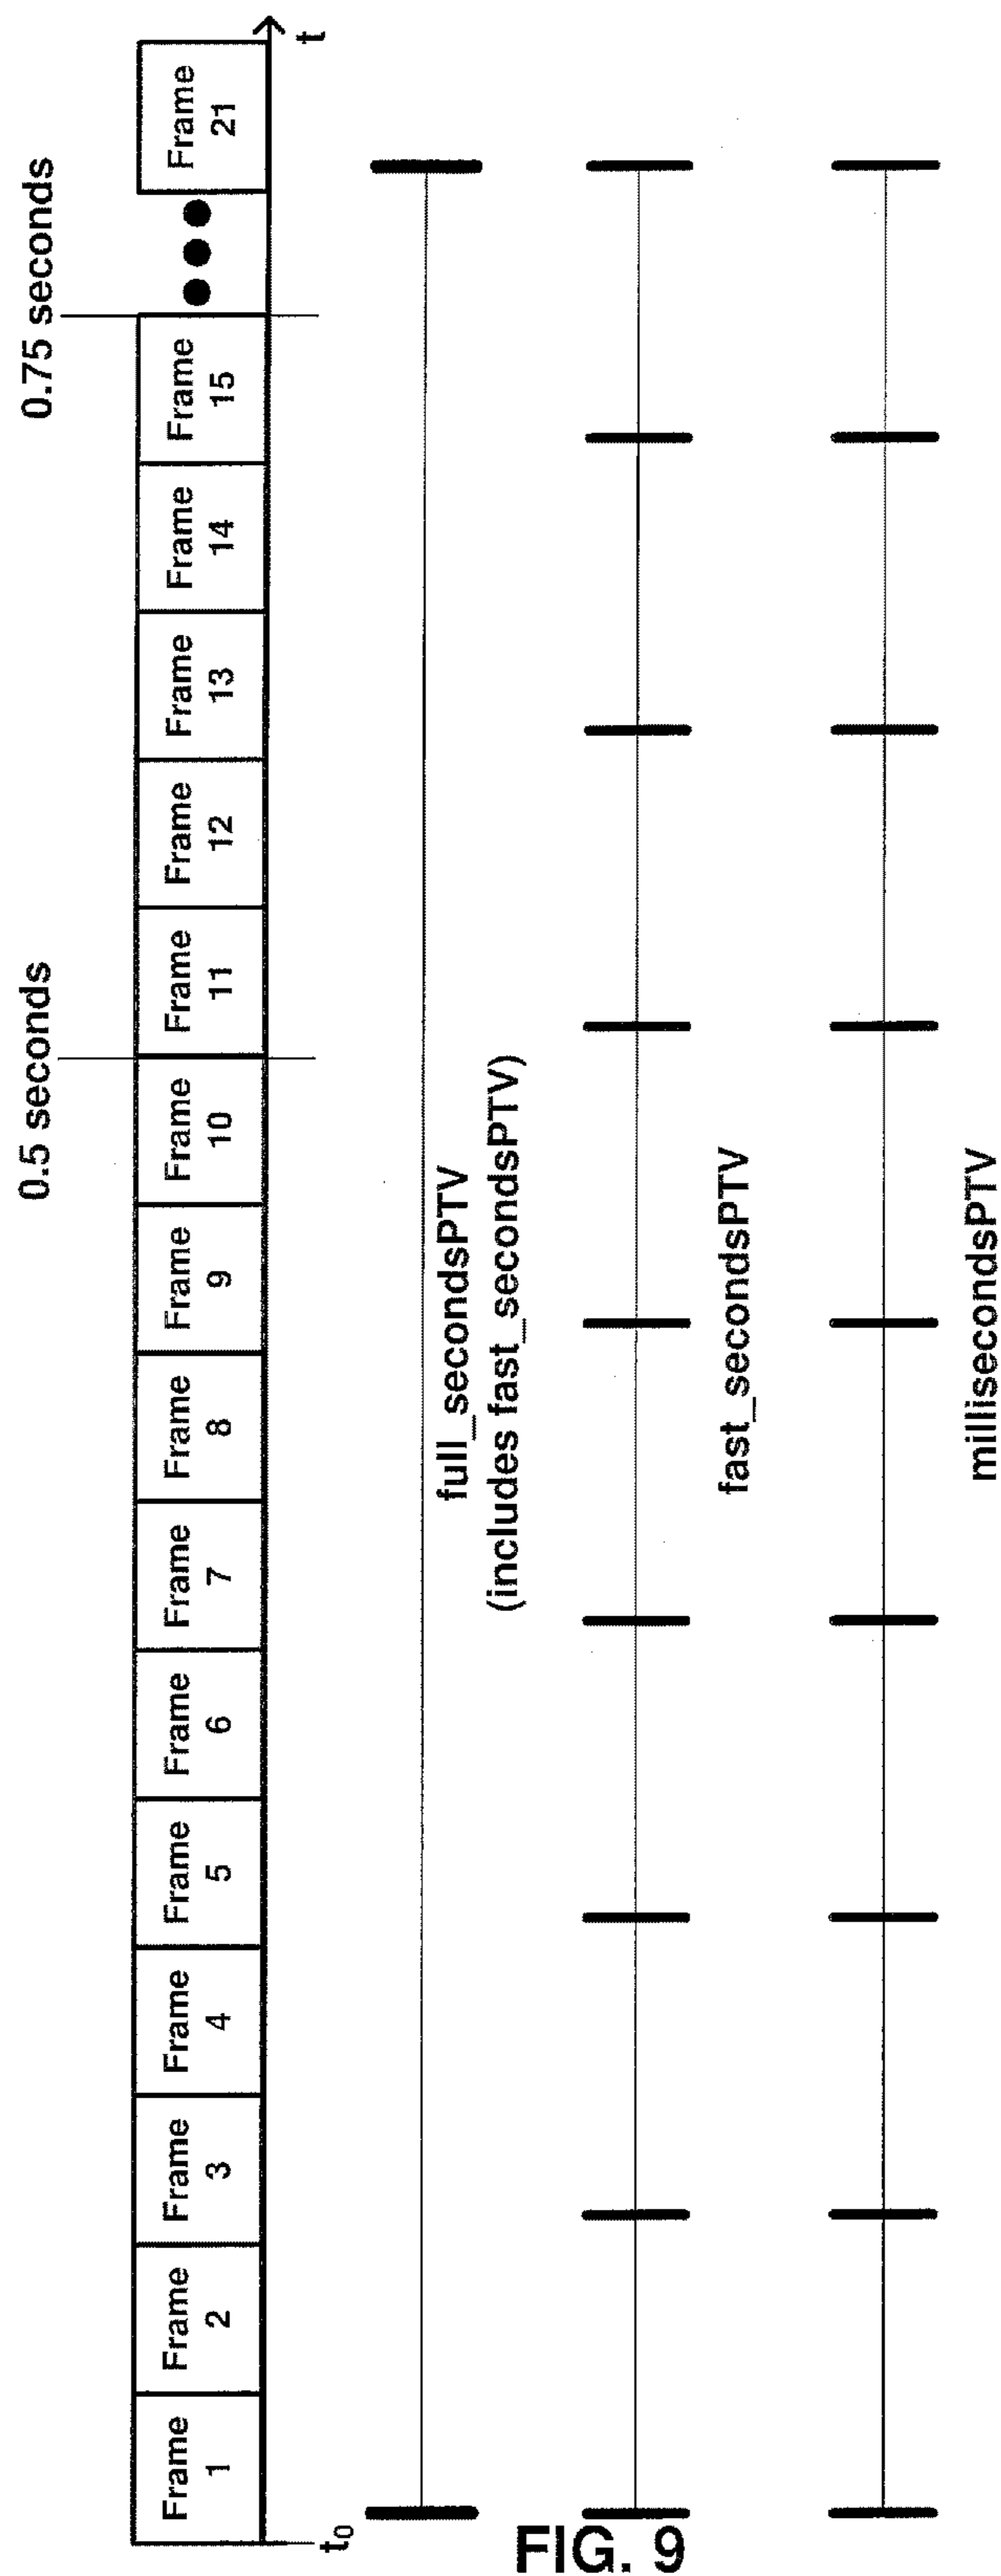 0.5 seconds
0.75 seconds
Frame
1
Frame
2
Frame
3
Frame
4
Frame
5
Frame
6
Frame
7
Frame
8
Frame
9
Frame
10
Frame
11
Frame
12
Frame
13
Frame
14
Frame
15
Frame
21
t₀
t
full_secondsPTV
(includes fast_secondsPTV)
fast_secondsPTV
millisecondsPTV
FIG. 9